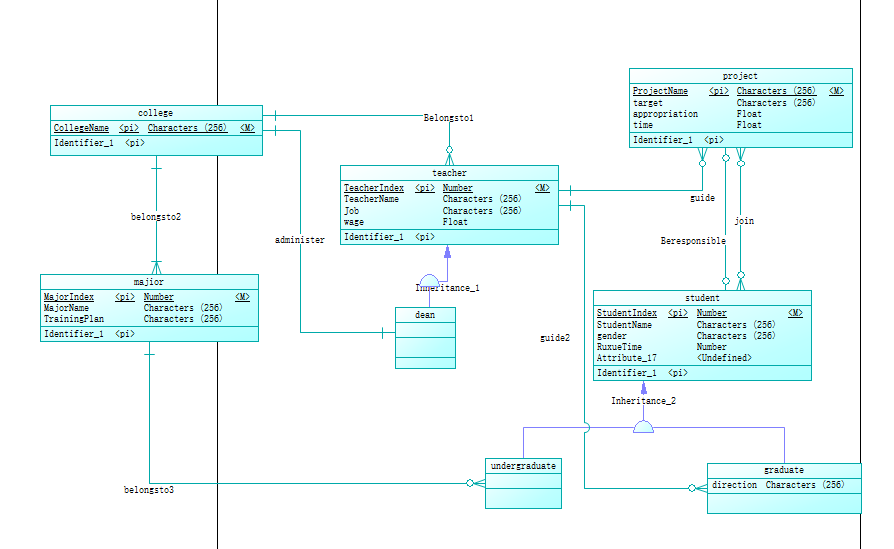 project
ProjectName <pi> Characters (256) <M>
target Characters (256)
appropriation Float
time Float
Identifier_1 <pi>
college
CollegeName <pi> Characters (256) <M>
Identifier_1 <pi>
Belongsto1
teacher
TeacherIndex <pi> Number <M>
TeacherName Characters (256)
Job Characters (256)
wage Float
Identifier_1 <pi>
guide
join
belongsto2
administer
Beresponsible
majior
MajorIndex <pi> Number <M>
MajorName Characters (256)
TrainingPlan Characters (256)
Identifier_1 <pi>
Inheritance_1
dean
student
StudentIndex <pi> Number <M>
StudentName Characters (256)
gender Characters (256)
RuxueTime Number
Attribute_17 <Undefined>
Identifier_1 <pi>
guide2
Inheritance_2
undergraduate
graduate
direction Characters (256)
belongsto3